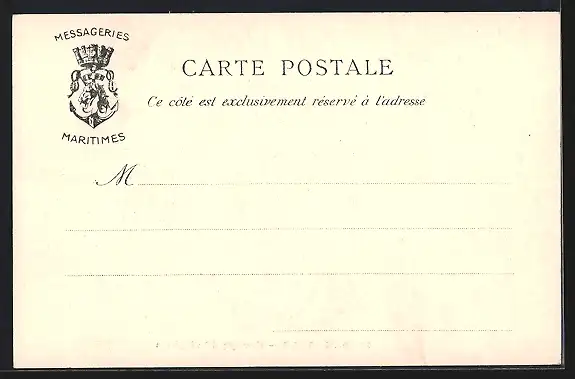 MESSAGERIES
MARITIMES
CARTE POSTALE
Ce côté est exclusivement réservé à l'adresse
M